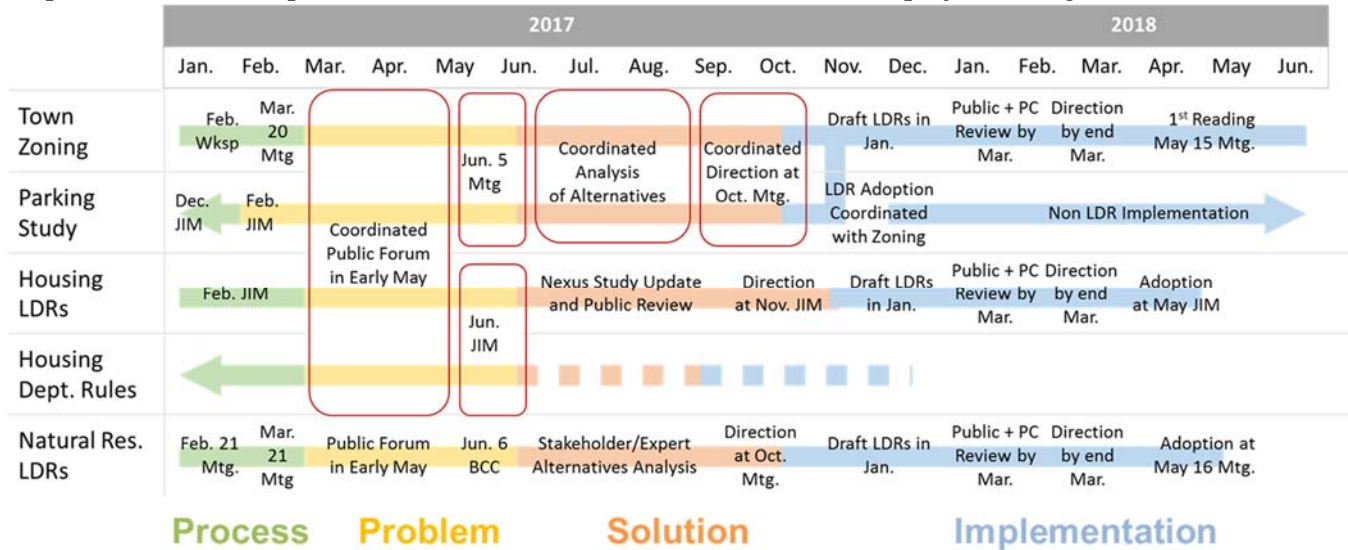 2017
2018
Jan. Feb. Mar. Apr. May Jun. Jul. Aug. Sep. Oct. Nov. Dec. Jan. Feb. Mar. Apr. May Jun.
Town
Zoning
Feb.
Wksp
Mar.
20
Mtg
Jun. 5
Mtg
Coordinated
Analysis
of Alternatives
Coordinated
Direction at
Oct. Mtg.
Draft LDRs in
Jan.
Public + PC
Review by
Mar.
Direction
by end
Mar.
1st Reading
May 15 Mtg.
Parking
Study
Dec.
JIM
Feb.
JIM
Coordinated
Public Forum
in Early May
LDR Adoption
Coordinated
with Zoning
Non LDR Implementation
Housing
LDRs
Feb. JIM
Jun.
JIM
Nexus Study Update
and Public Review
Direction
at Nov. JIM
Draft LDRs
in Jan.
Public + PC
Review by
Mar.
Direction
by end
Mar.
Adoption
at May JIM
Housing
Dept. Rules
Natural Res.
LDRs
Feb. 21
Mtg.
Mar.
21
Mtg
Public Forum
in Early May
Jun. 6
BCC
Stakeholder/Expert
Alternatives Analysis
Direction
at Oct.
Mtg.
Draft LDRs in
Jan.
Public + PC
Review by
Mar.
Direction
by end
Mar.
Adoption at
May 16 Mtg.
Process Problem Solution Implementation